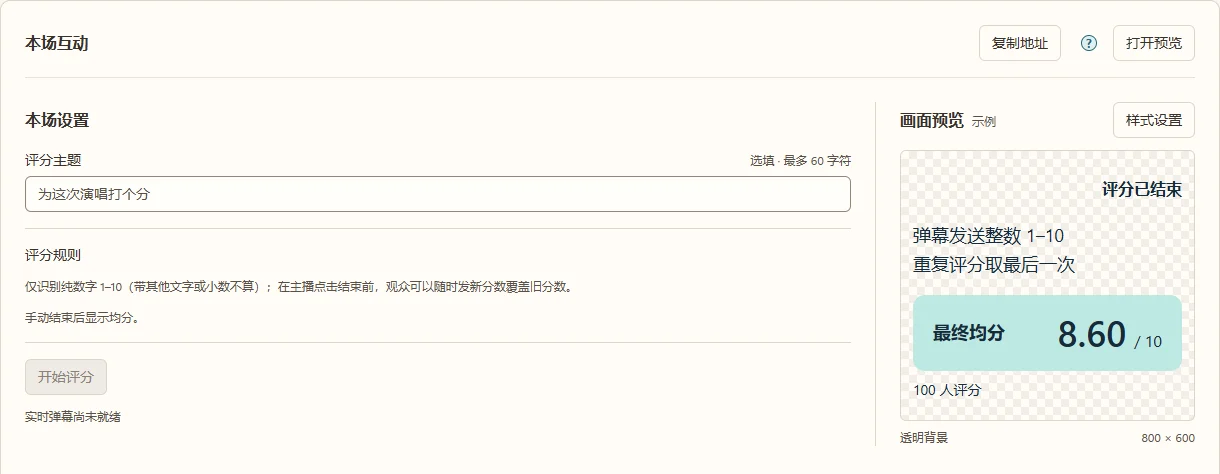 本场互动
复制地址
?
打开预览
本场设置
评分主题
选填 · 最多 60 字符
为这次演唱打个分
评分规则
仅识别纯数字 1–10（带其他文字或小数不算）；在主播点击结束前，观众可以随时发新分数覆盖旧分数。
手动结束后显示均分。
开始评分
实时弹幕尚未就绪
画面预览 示例
样式设置
评分已结束
弹幕发送整数 1–10
重复评分取最后一次
最终均分 8.60 / 10
100 人评分
透明背景
800 × 600